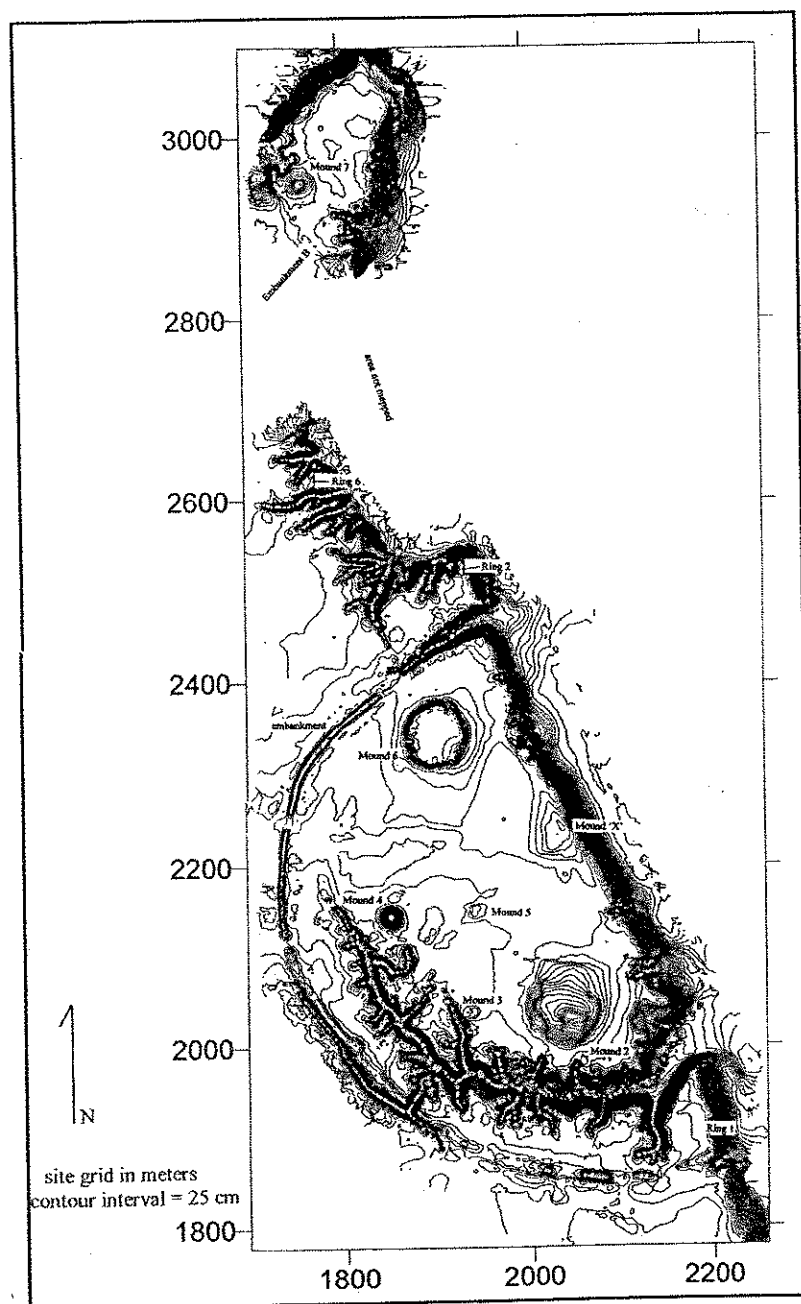 3000
Mound 7
Embankment B
2800
area not mapped
2600
Ring 6
Ring 2
2400
embankment
Mound 6
Mound "X"
2200
Mound 4
Mound 5
Mound 3
2000
Mound 2
Ring 1
N
site grid in meters
contour interval = 25 cm
1800
1800
2000
2200